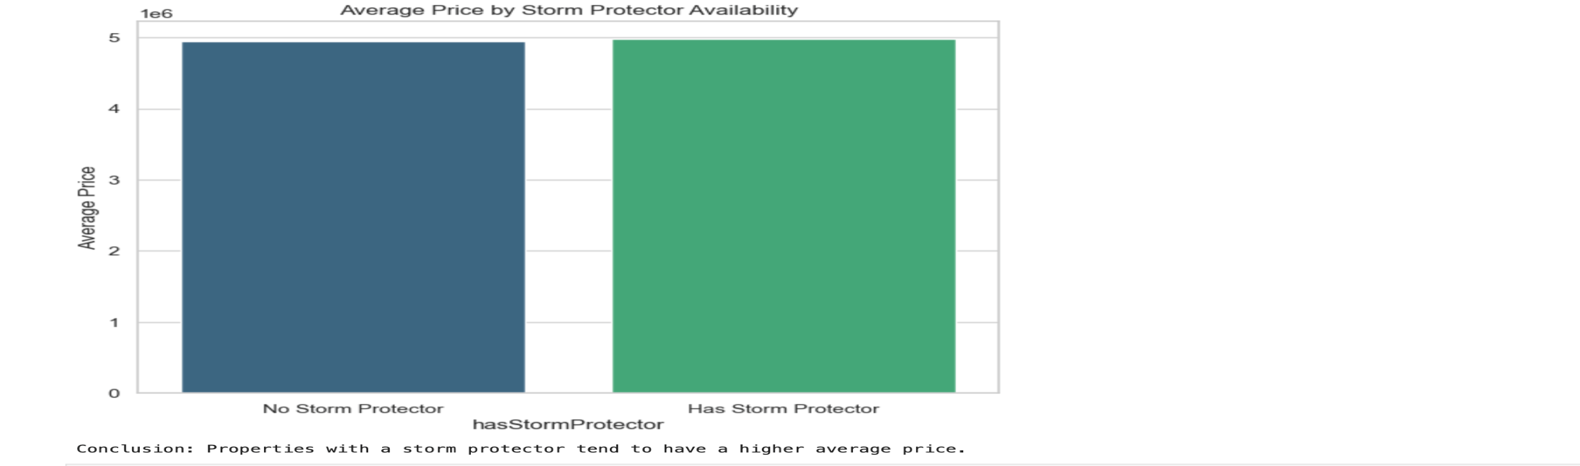 Average Price by Storm Protector Availability
1e6
5
4
3
2
1
0
Average Price
No Storm Protector Has Storm Protector
hasStormProtector
Conclusion: Properties with a storm protector tend to have a higher average price.